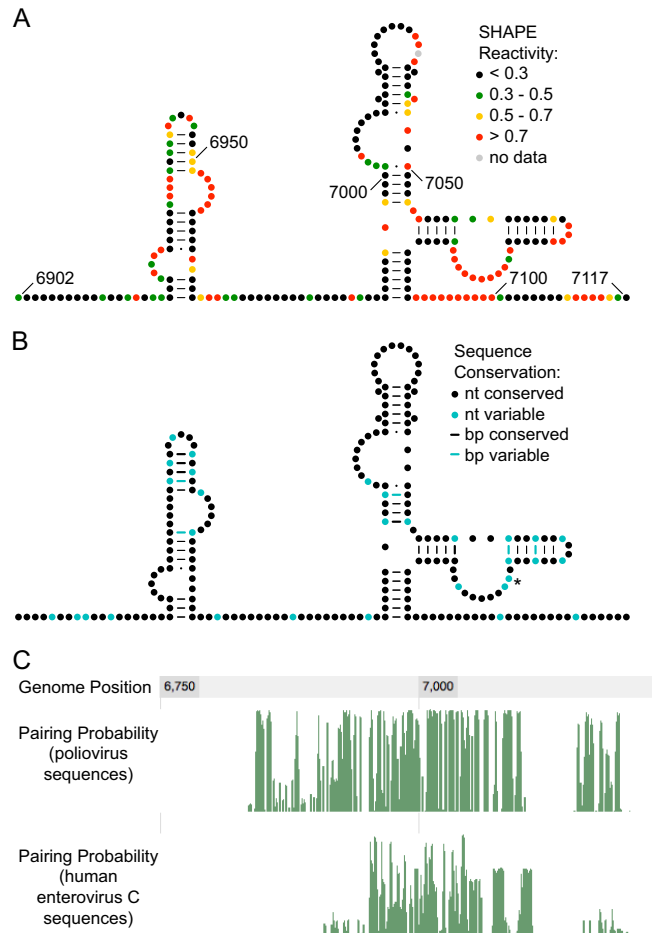 A
SHAPE
Reactivity:
< 0.3
0.3 - 0.5
0.5 - 0.7
> 0.7
no data
6950
7000
7050
6902
7100
7117
B
Sequence
Conservation:
nt conserved
nt variable
bp conserved
bp variable
*
C
Genome Position
6,750
7,000
Pairing Probability
(poliovirus
sequences)
Pairing Probability
(human
enterovirus C
sequences)